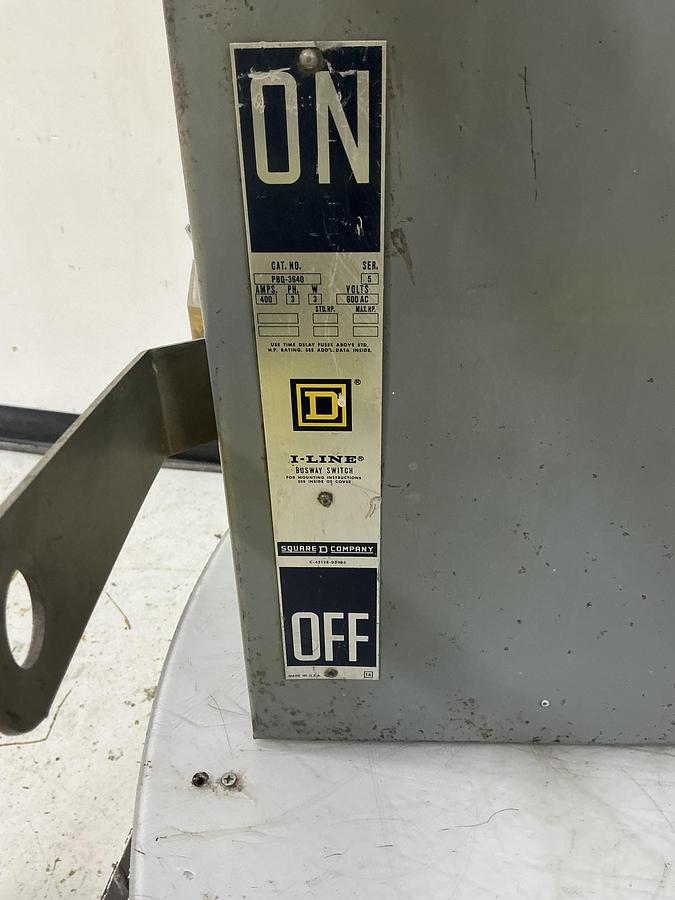 ON
CAT. NO. SER.
PBQ-3640 5
AMPS. PH. W VOLTS
400 3 3 600 AC
STD. HP. MAX. HP.
USE TIME DELAY FUSES ABOVE STD.
H.P. RATING. SEE ADD'L. DATA INSIDE.
D ®
I-LINE®
BUSWAY SWITCH
FOR MOUNTING INSTRUCTIONS
SEE INSIDE OF COVER
SQUARE D COMPANY
OFF
MADE IN U.S.A.